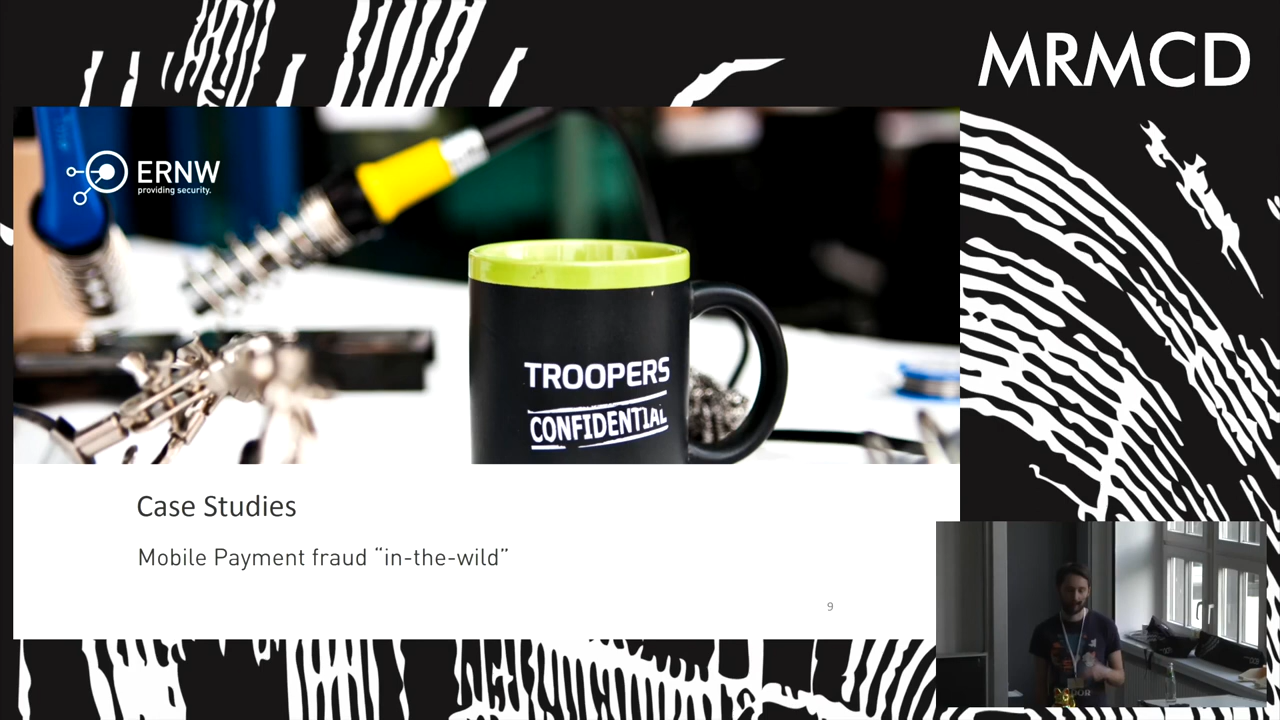 MRMCD
ERNW
providing security.
TROOPERS
CONFIDENTIAL
Case Studies
Mobile Payment fraud “in-the-wild”
9